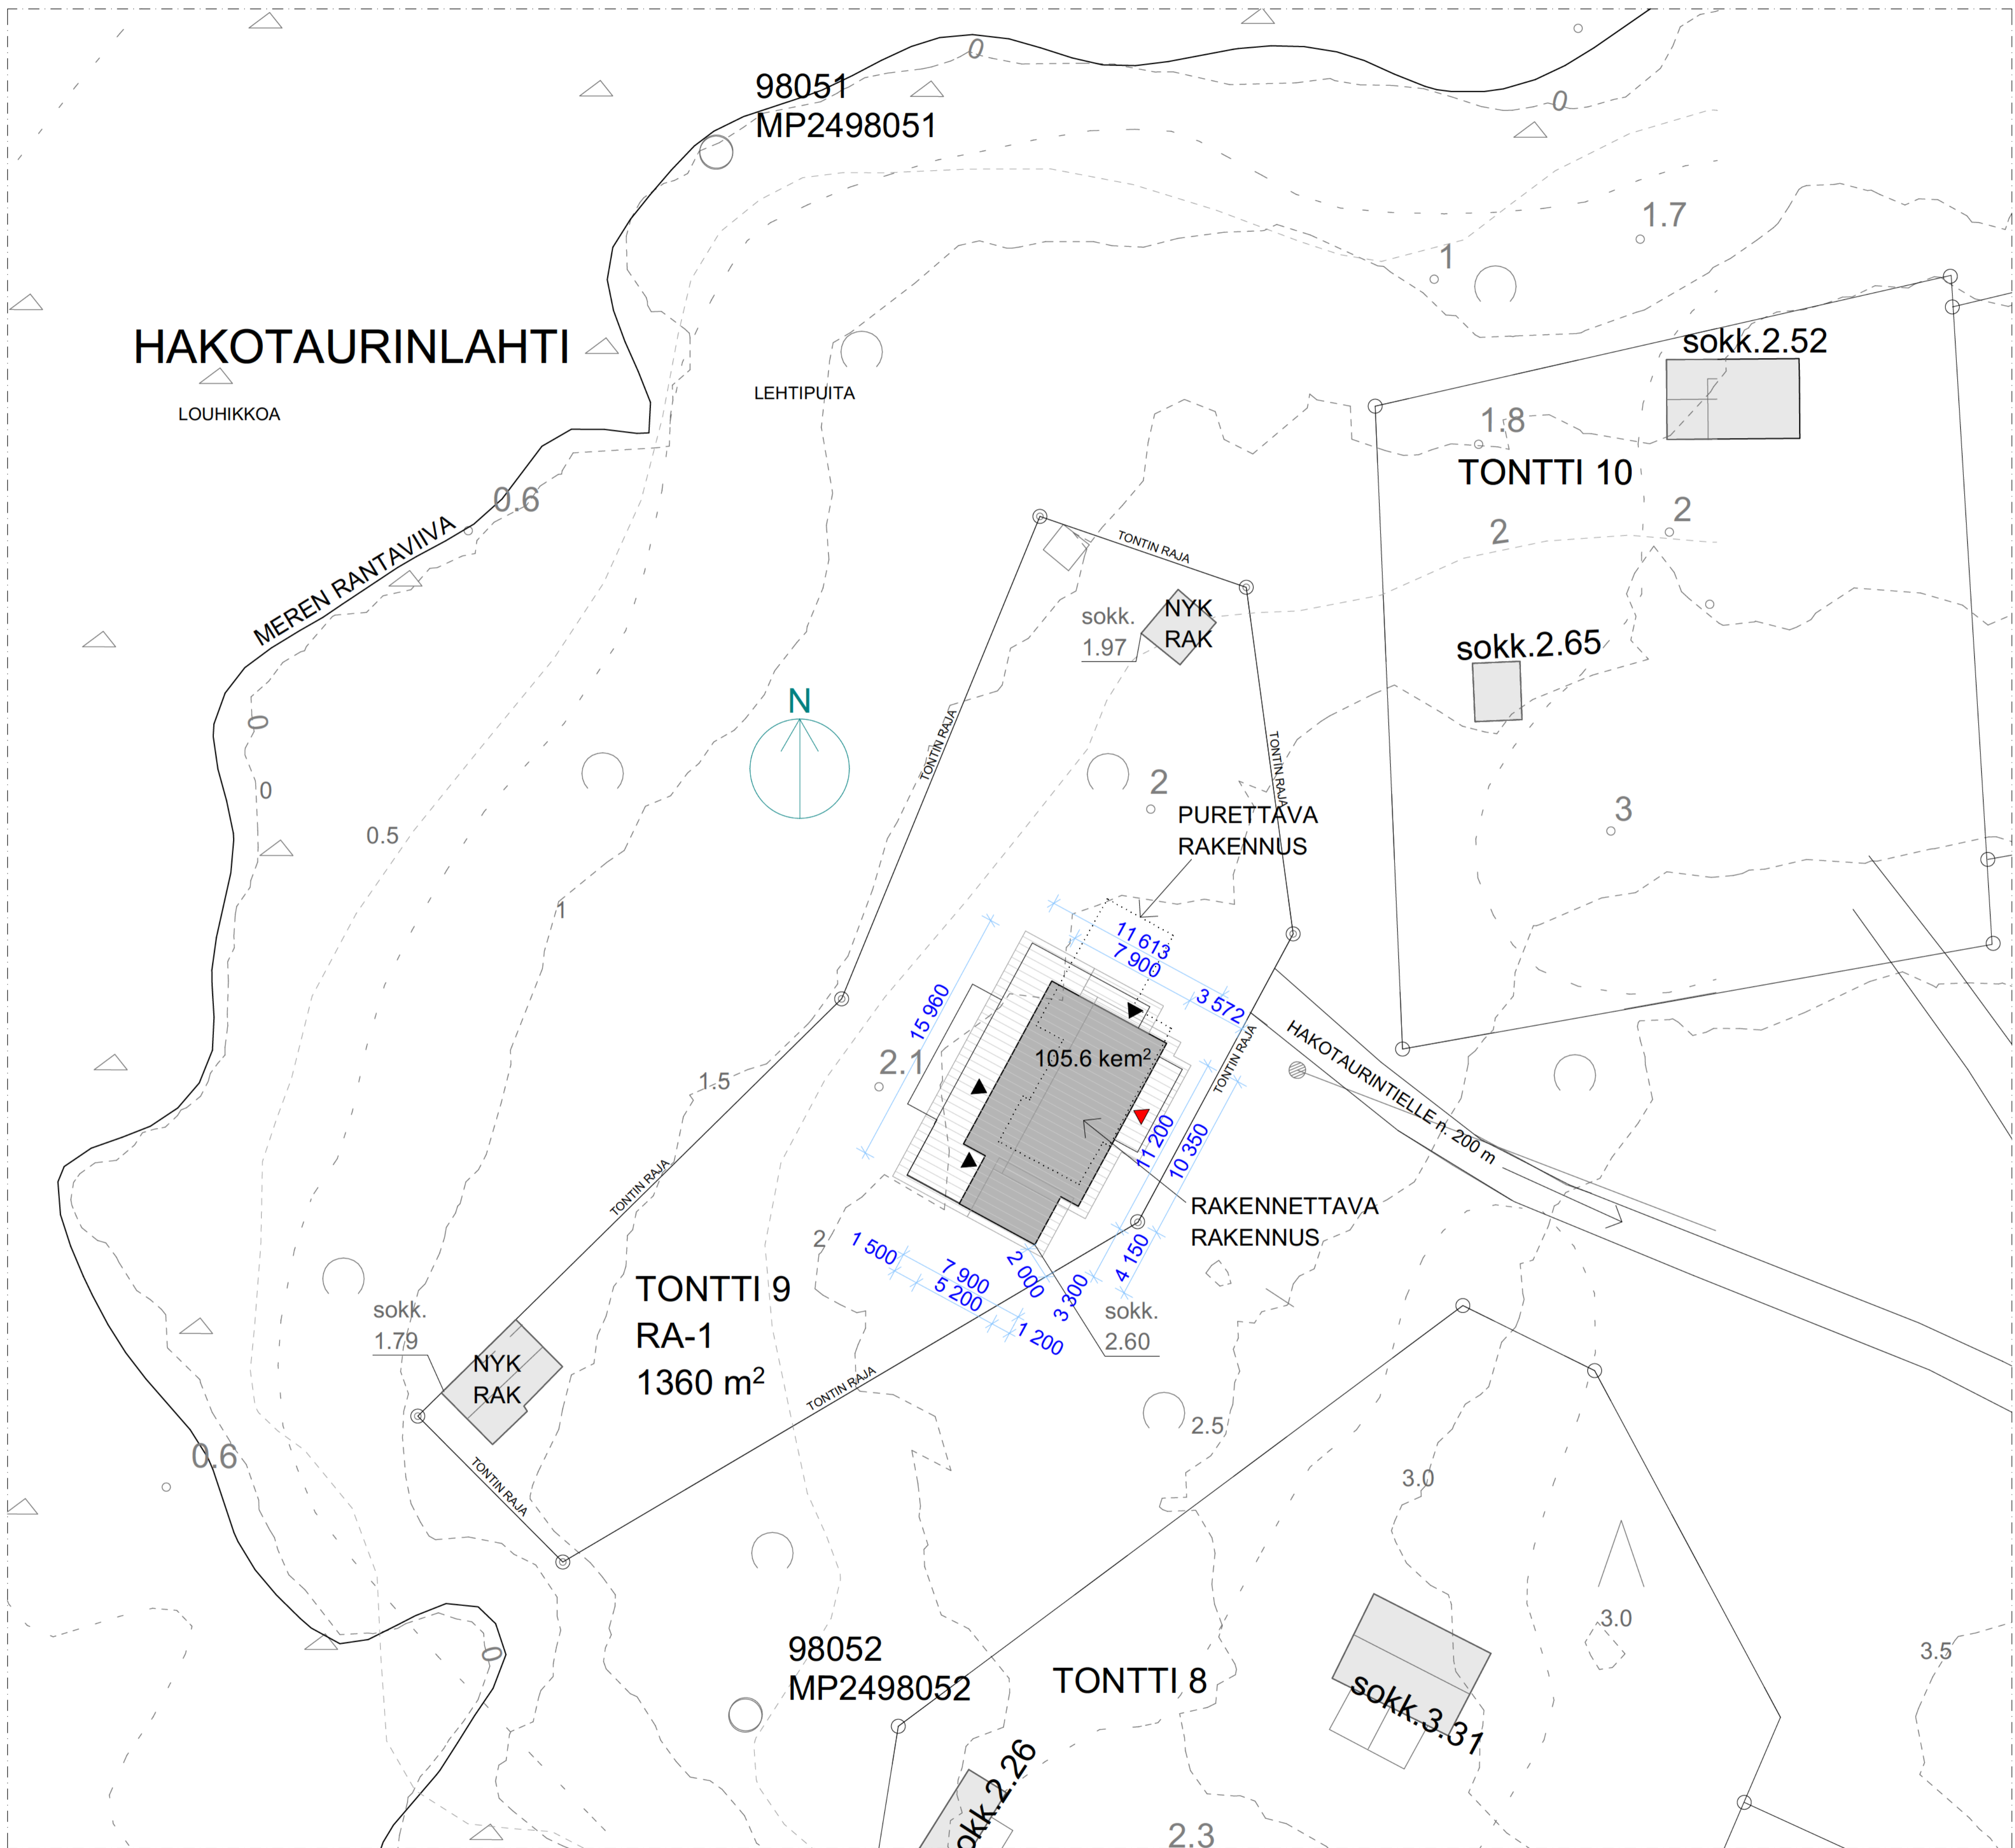 0
98051
MP2498051
0
1.7
1
HAKOTAURINLAHTI
LOUHIKKOA
LEHTIPUITA
sokk.2.52
1.8
TONTTI 10
0.6
2
2
MEREN RANTAVIIVA
TONTIN RAJA
NYK
RAK
sokk.
1.97
sokk.2.65
N
0
0
TONTIN RAJA
TONTIN RAJA
2
PURETTAVA
RAKENNUS
3
0.5
1
11 613
7 900
3 572
15 960
2.1
105.6 kem²
TONTIN RAJA
HAKOTAURINTIELLE n. 200 m
1.5
11 200
10 350
TONTIN RAJA
RAKENNETTAVA
RAKENNUS
2
1 500
7 900
5 200
2 000
3 300
4 150
1 200
sokk.
2.60
TONTTI 9
RA-1
1360 m²
sokk.
1.79
NYK
RAK
TONTIN RAJA
2.5
0.6
TONTIN RAJA
3.0
3.0
3.5
0
98052
MP2498052
TONTTI 8
sokk.3.31
okk.2.26
2.3